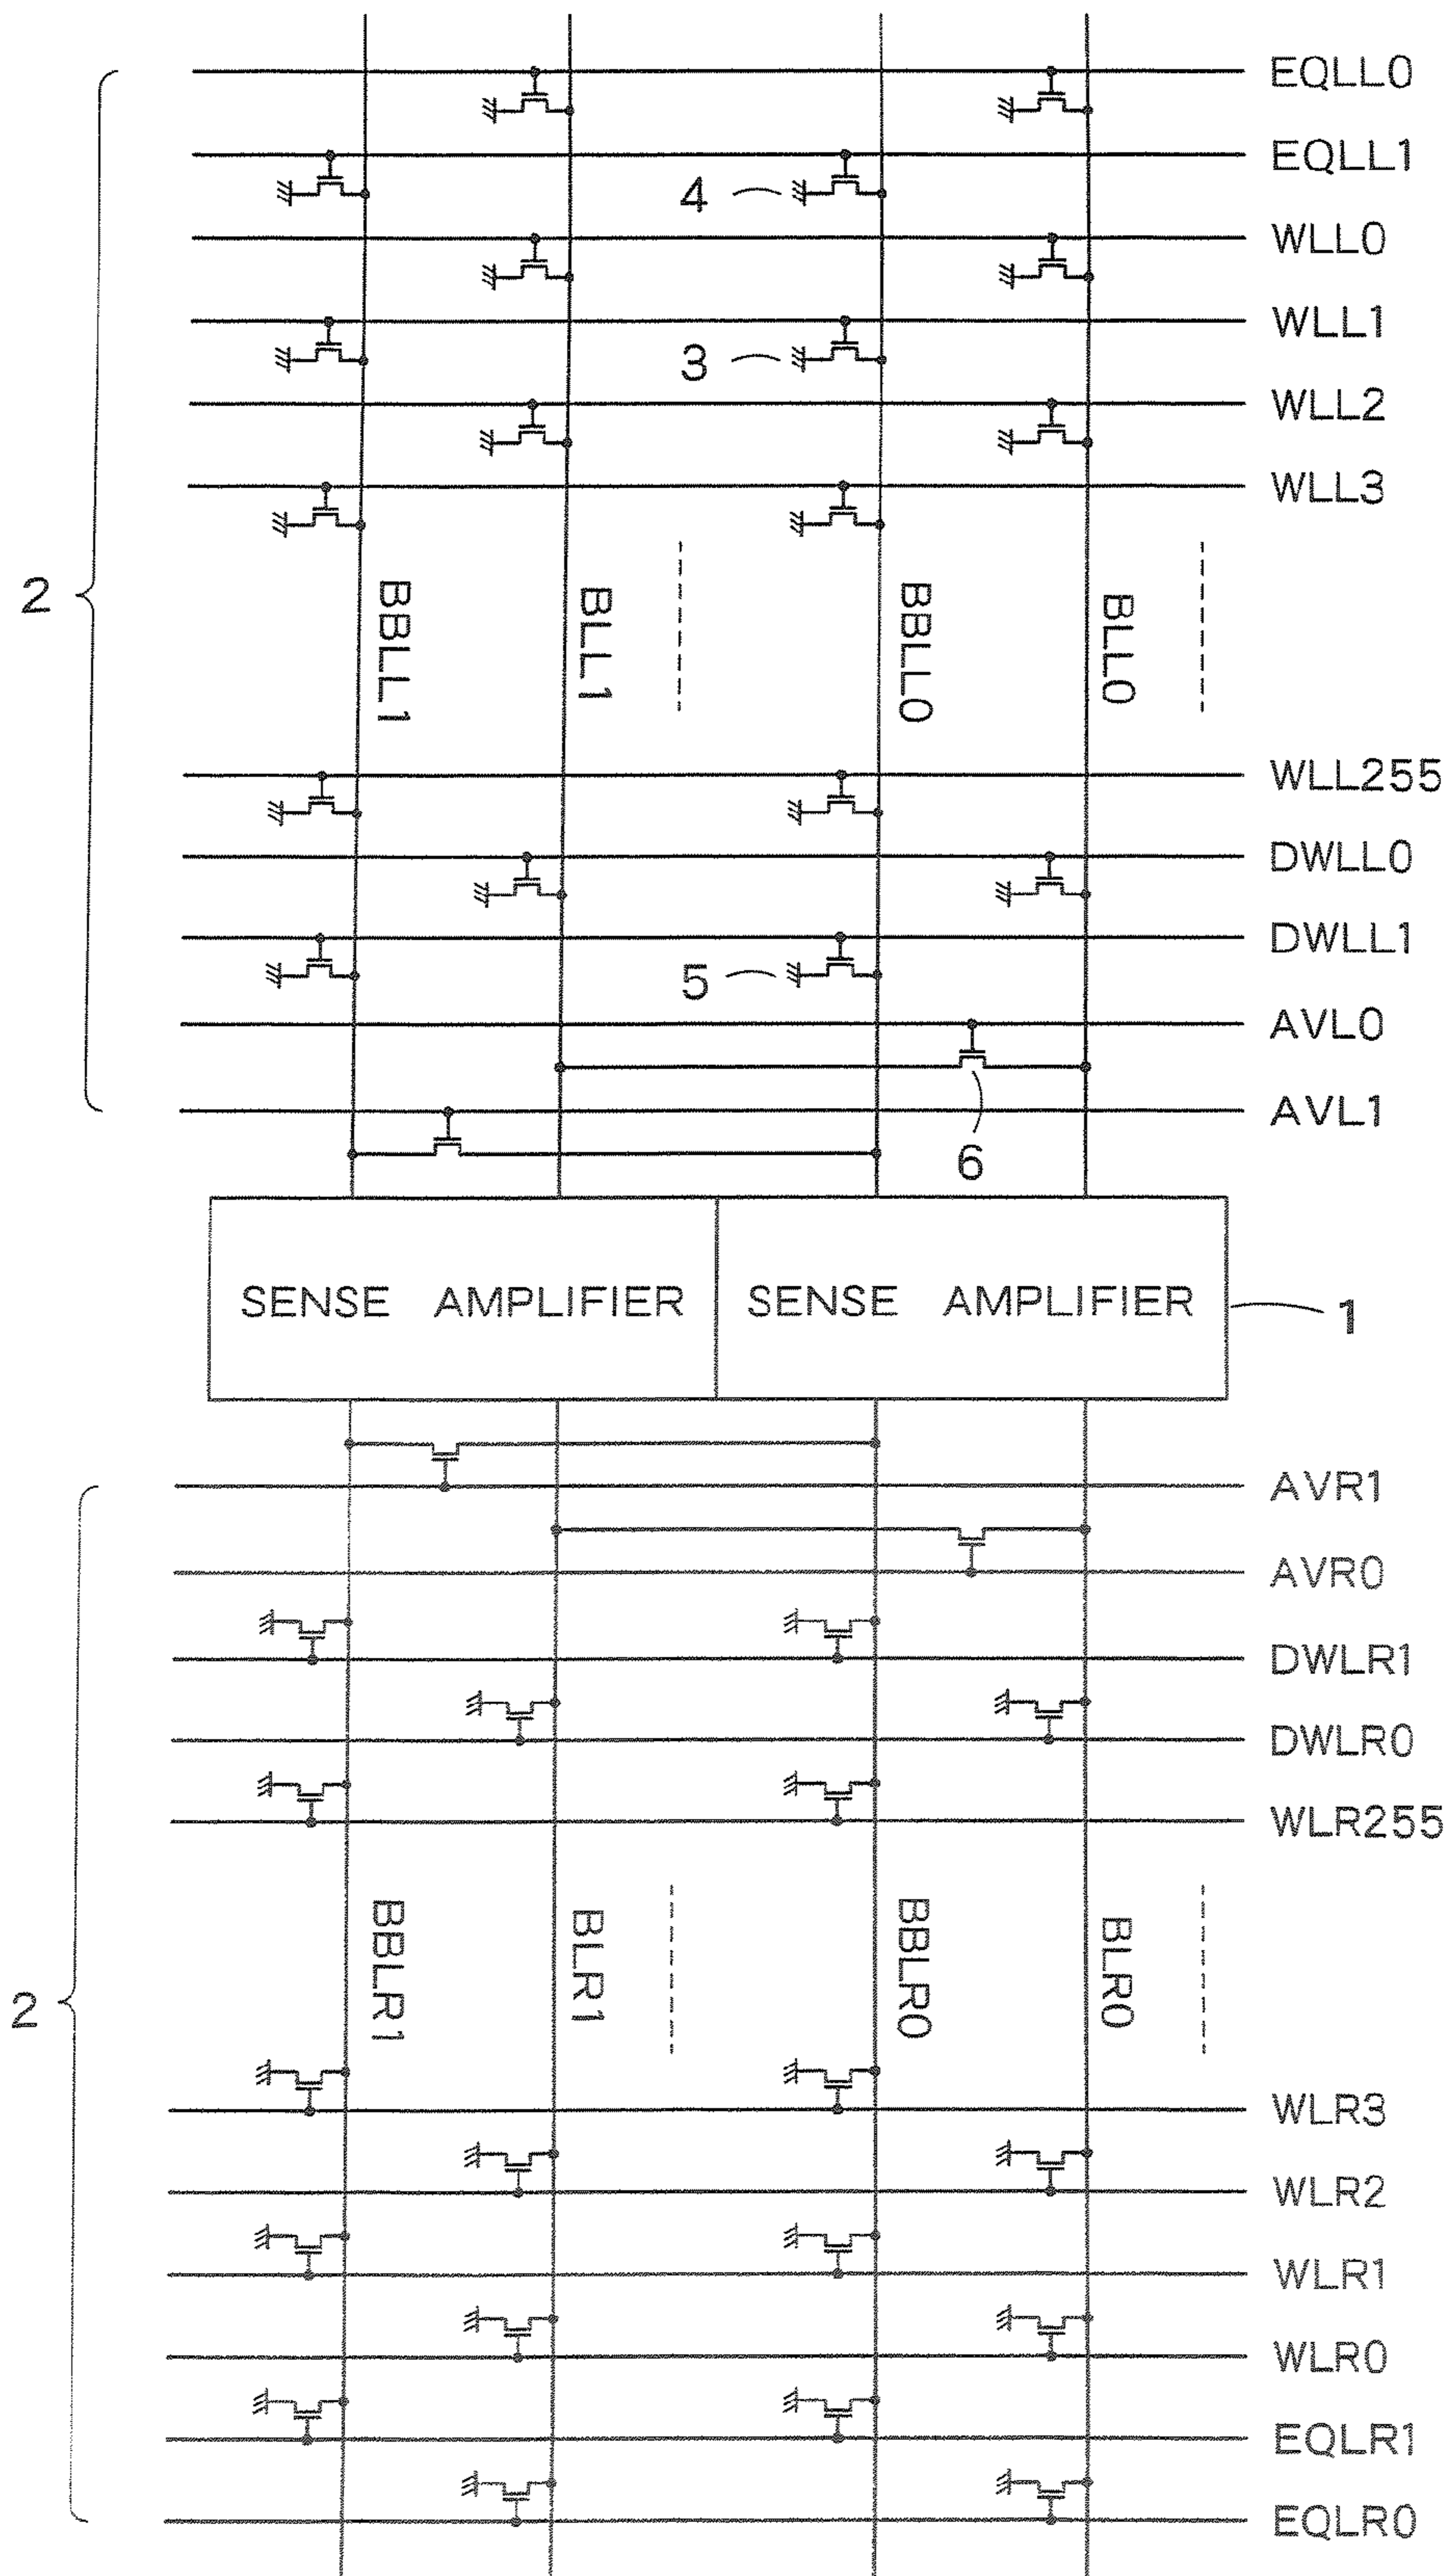 EQLL0
EQLL1
4
WLL0
WLL1
3
WLL2
WLL3
2
BBLL1
BLL1
BBLL0
BLL0
WLL255
DWLL0
DWLL1
5
AVL0
AVL1
6
SENSE AMPLIFIER
SENSE AMPLIFIER
1
AVR1
AVR0
DWLR1
DWLR0
WLR255
BBLR1
BLR1
BBLR0
BLR0
2
WLR3
WLR2
WLR1
WLR0
EQLR1
EQLR0